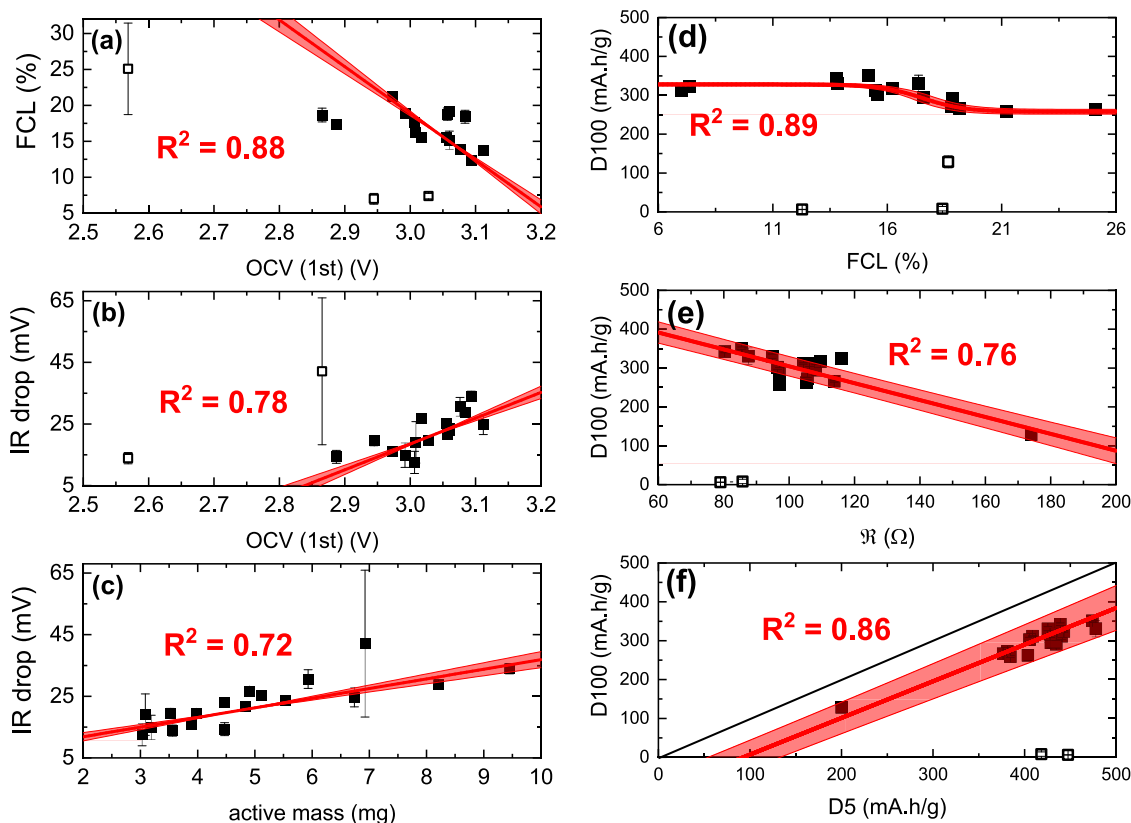 (a)
FCL (%)
30
25
20
15
10
5
R² = 0.88
2.5 2.6 2.7 2.8 2.9 3.0 3.1 3.2
OCV (1st) (V)
(b)
IR drop (mV)
65
45
25
5
R² = 0.78
2.5 2.6 2.7 2.8 2.9 3.0 3.1 3.2
OCV (1st) (V)
(c)
IR drop (mV)
65
45
25
5
R² = 0.72
2 3 4 5 6 7 8 9 10
active mass (mg)
(d)
D100 (mA.h/g)
500
400
300
200
100
0
R² = 0.89
6 11 16 21 26
FCL (%)
(e)
D100 (mA.h/g)
500
400
300
200
100
0
R² = 0.76
60 80 100 120 140 160 180 200
ℜ (Ω)
(f)
D100 (mA.h/g)
500
400
300
200
100
0
R² = 0.86
0 100 200 300 400 500
D5 (mA.h/g)